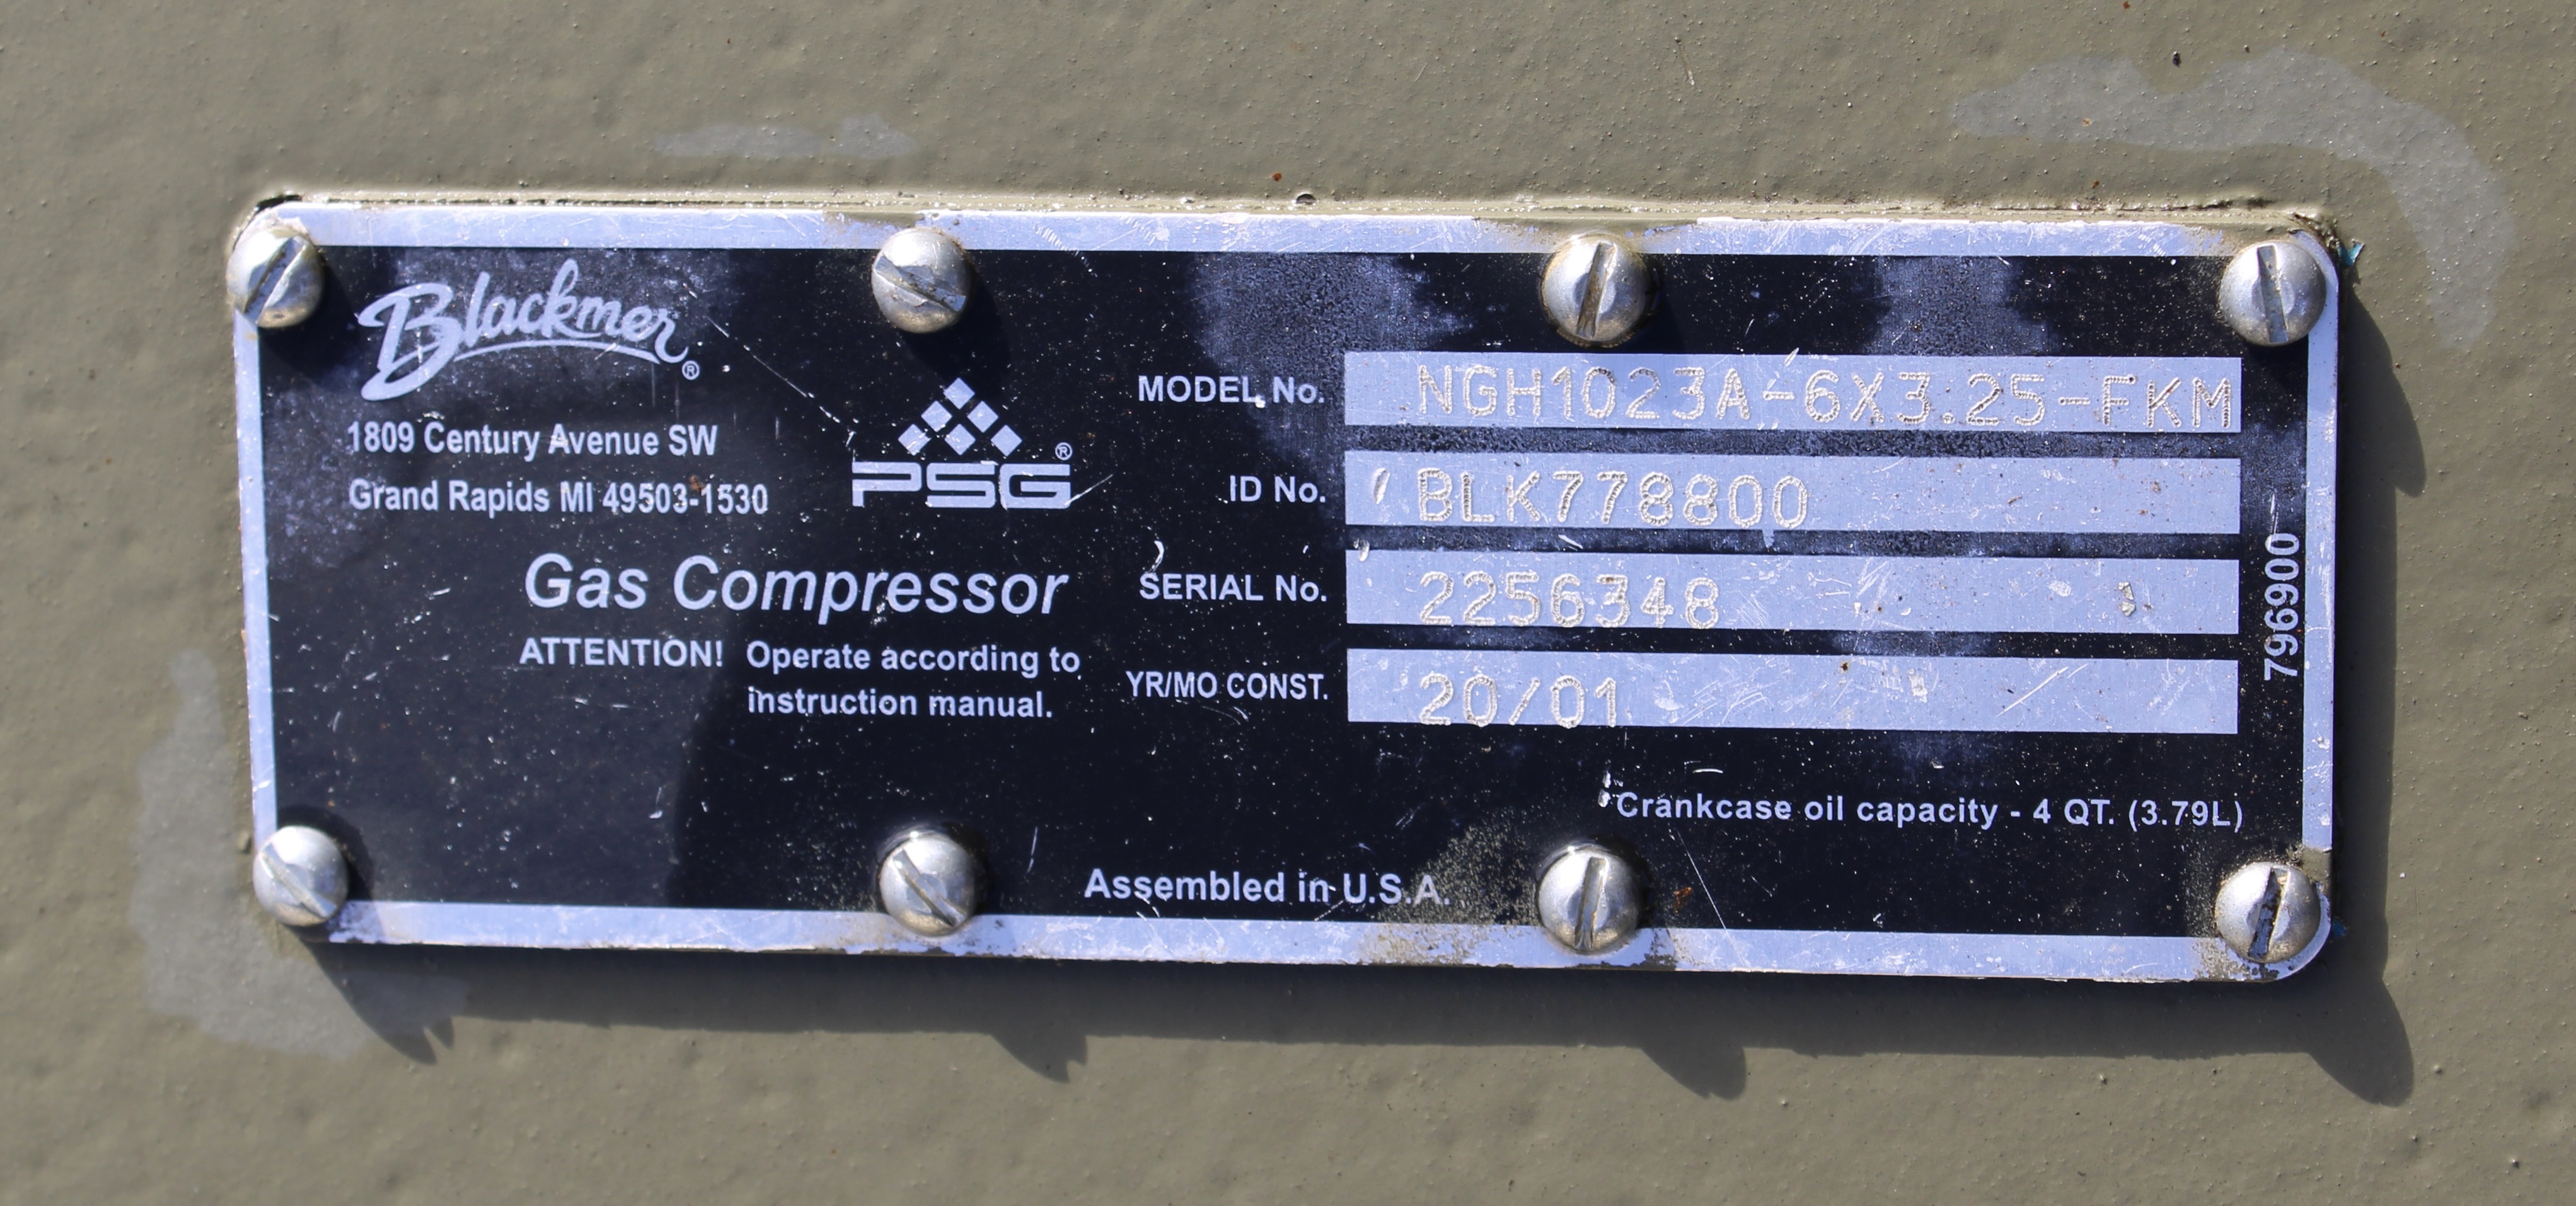 Blackmer®
1809 Century Avenue SW
Grand Rapids MI 49503-1530
PSG®
Gas Compressor
ATTENTION! Operate according to
instruction manual.
MODEL No. NGH1023A-6X3.25-FKM
ID No. BLK778800
SERIAL No. 2256348
YR/MO CONST. 20/01
796900
Crankcase oil capacity - 4 QT. (3.79L)
Assembled in U.S.A.